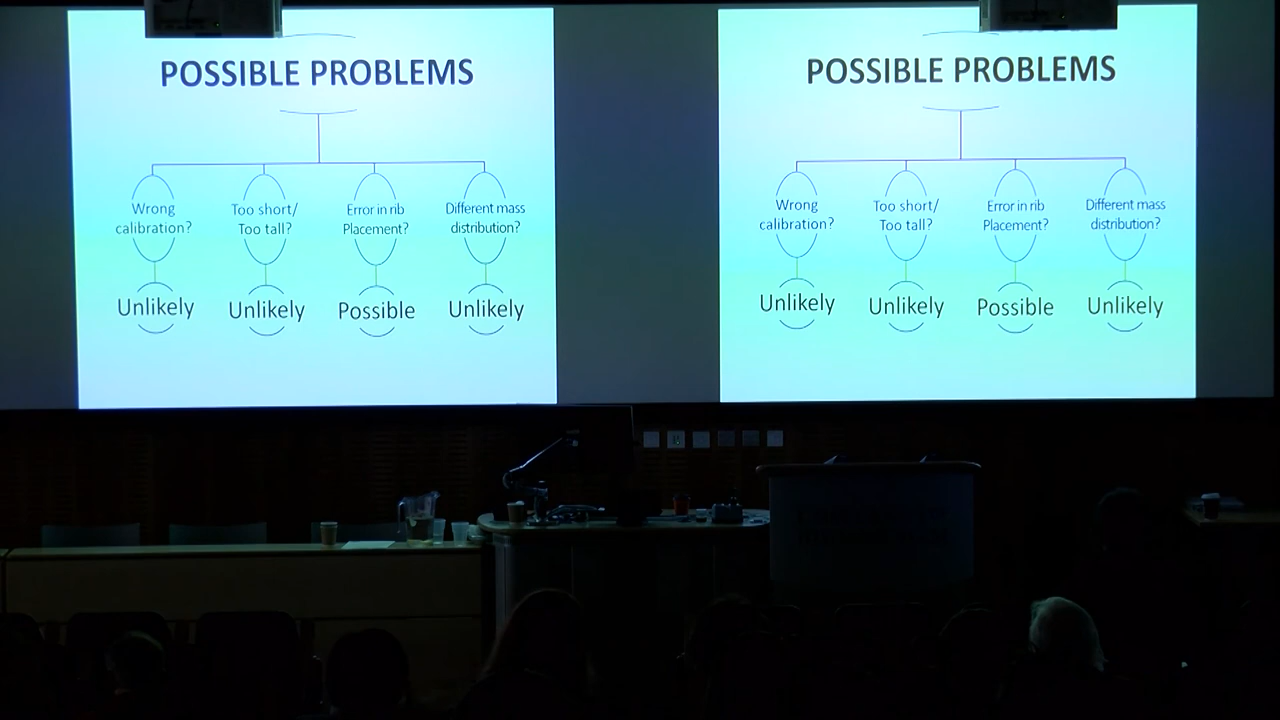 POSSIBLE PROBLEMS
Wrong
calibration?
Too short/
Too tall?
Error in rib
Placement?
Different mass
distribution?
Unlikely
Unlikely
Possible
Unlikely
POSSIBLE PROBLEMS
Wrong
calibration?
Too short/
Too tall?
Error in rib
Placement?
Different mass
distribution?
Unlikely
Unlikely
Possible
Unlikely